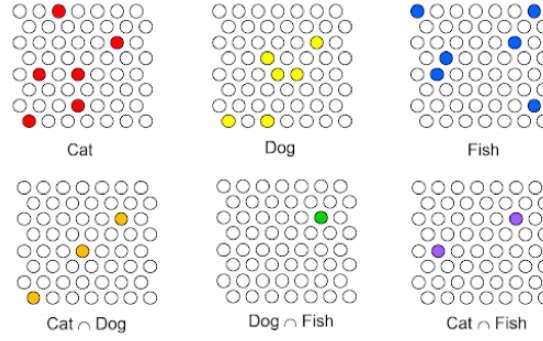 Cat
Dog
Fish
Cat ∩ Dog
Dog ∩ Fish
Cat ∩ Fish